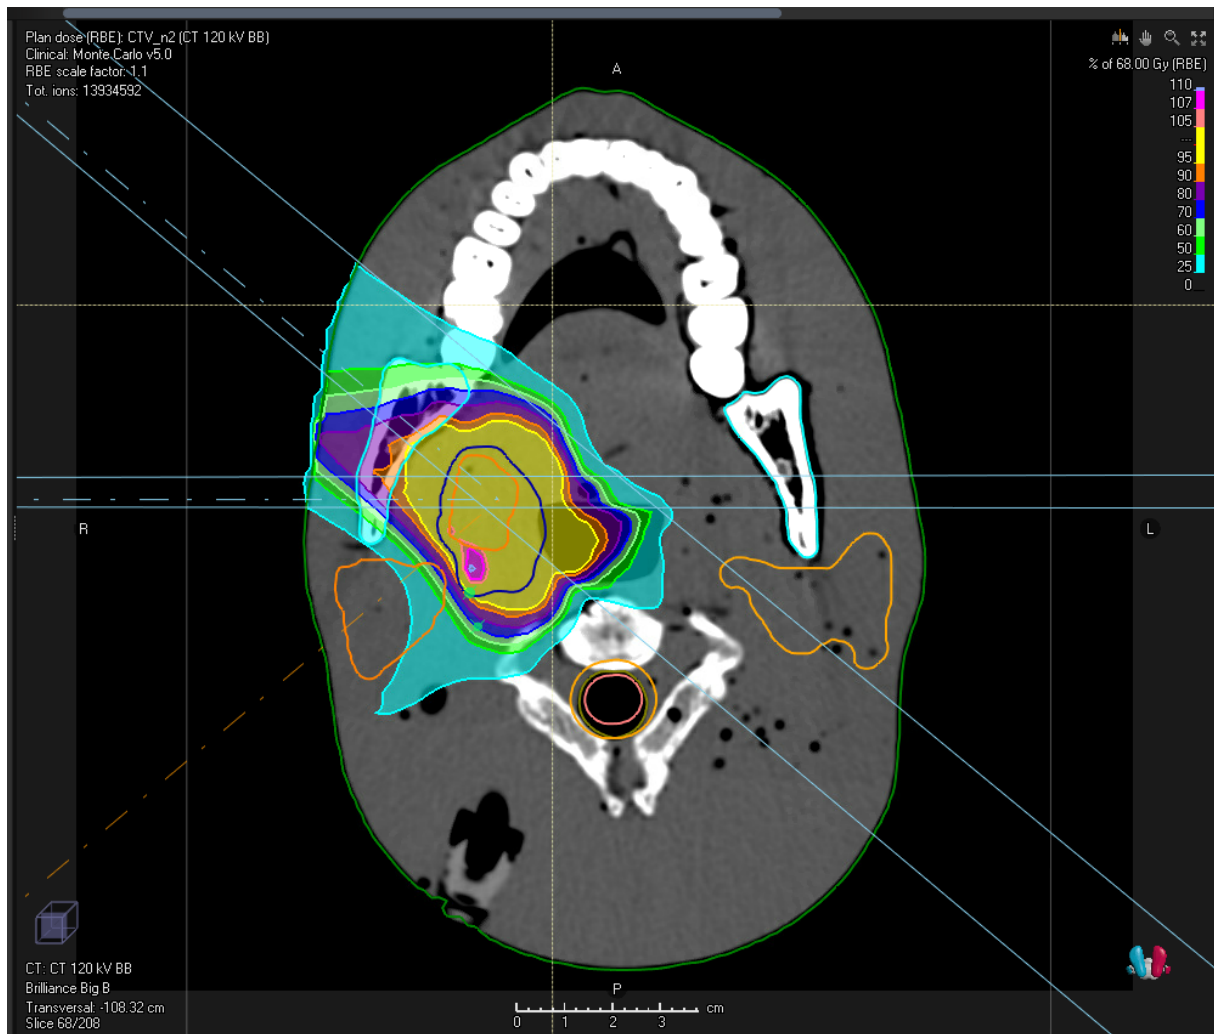 Plan dose (RBE): CTV_n2 (CT 120 kV BB)
Clinical: Monte Carlo v5.0
RBE scale factor: 1.1
Tot. ions: 13934592
A
% of 68.00 Gy (RBE)
110
107
105
...
95
90
80
70
60
50
25
0
R
L
CT: CT 120 kV BB
Brilliance Big B
Transversal: -108.32 cm
Slice 68/208
P
0 1 2 3 cm